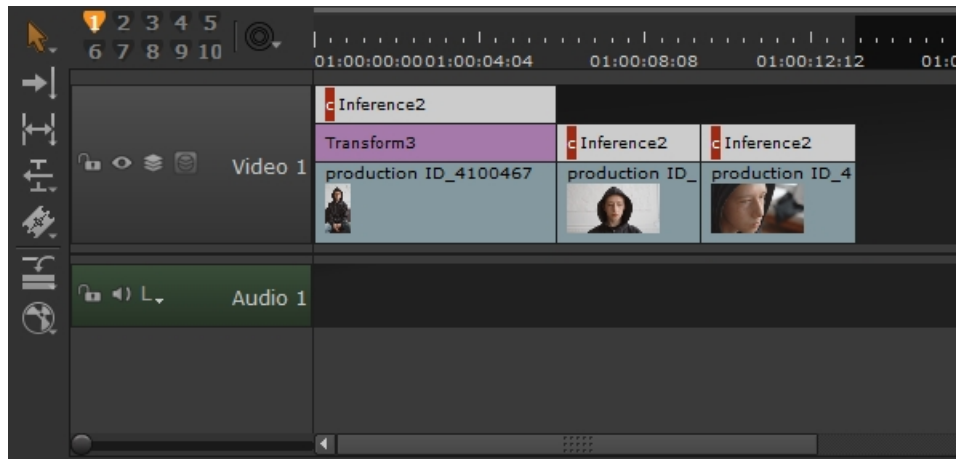 1 2 3 4 5
6 7 8 9 10
01:00:00:00 01:00:04:04 01:00:08:08 01:00:12:12 01:0
c Inference2
Transform3 c Inference2 c Inference2
Video 1 production ID_4100467 production ID_ production ID_4
L Audio 1